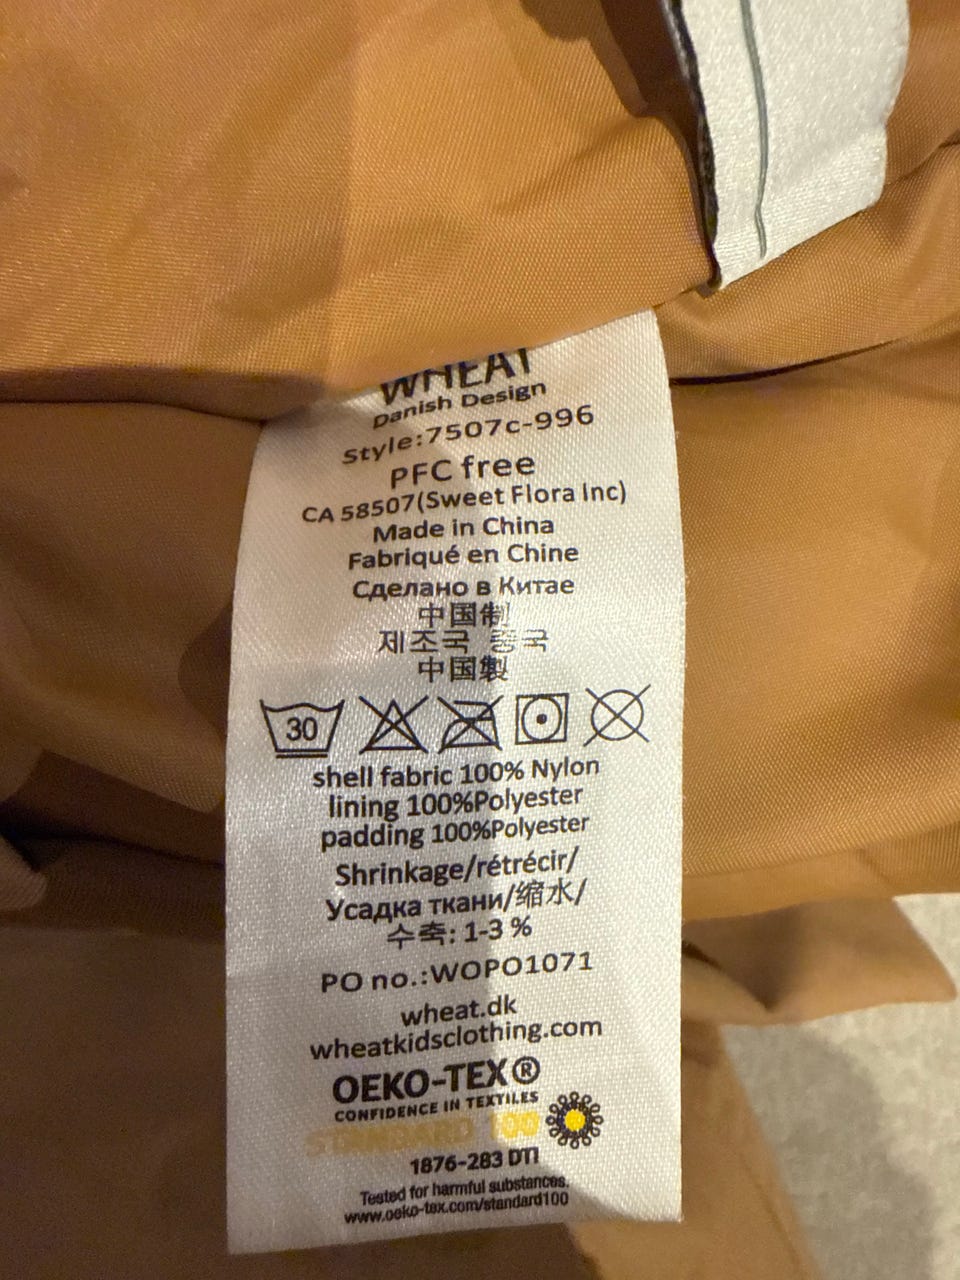 WHEAT
Danish Design
Style:7507c-996
PFC free
CA 58507(Sweet Flora Inc)
Made in China
Fabriqué en Chine
Сделано в Китае
中国制
제조국 중국
中国製
30
shell fabric 100% Nylon
lining 100%Polyester
padding 100%Polyester
Shrinkage/rétrécir/
Усадка ткани/缩水/
수축: 1-3 %
PO no.:WOPO1071
wheat.dk
wheatkidsclothing.com
OEKO-TEX®
CONFIDENCE IN TEXTILES
STANDARD 100
1876-283 DTI
Tested for harmful substances.
www.oeko-tex.com/standard100